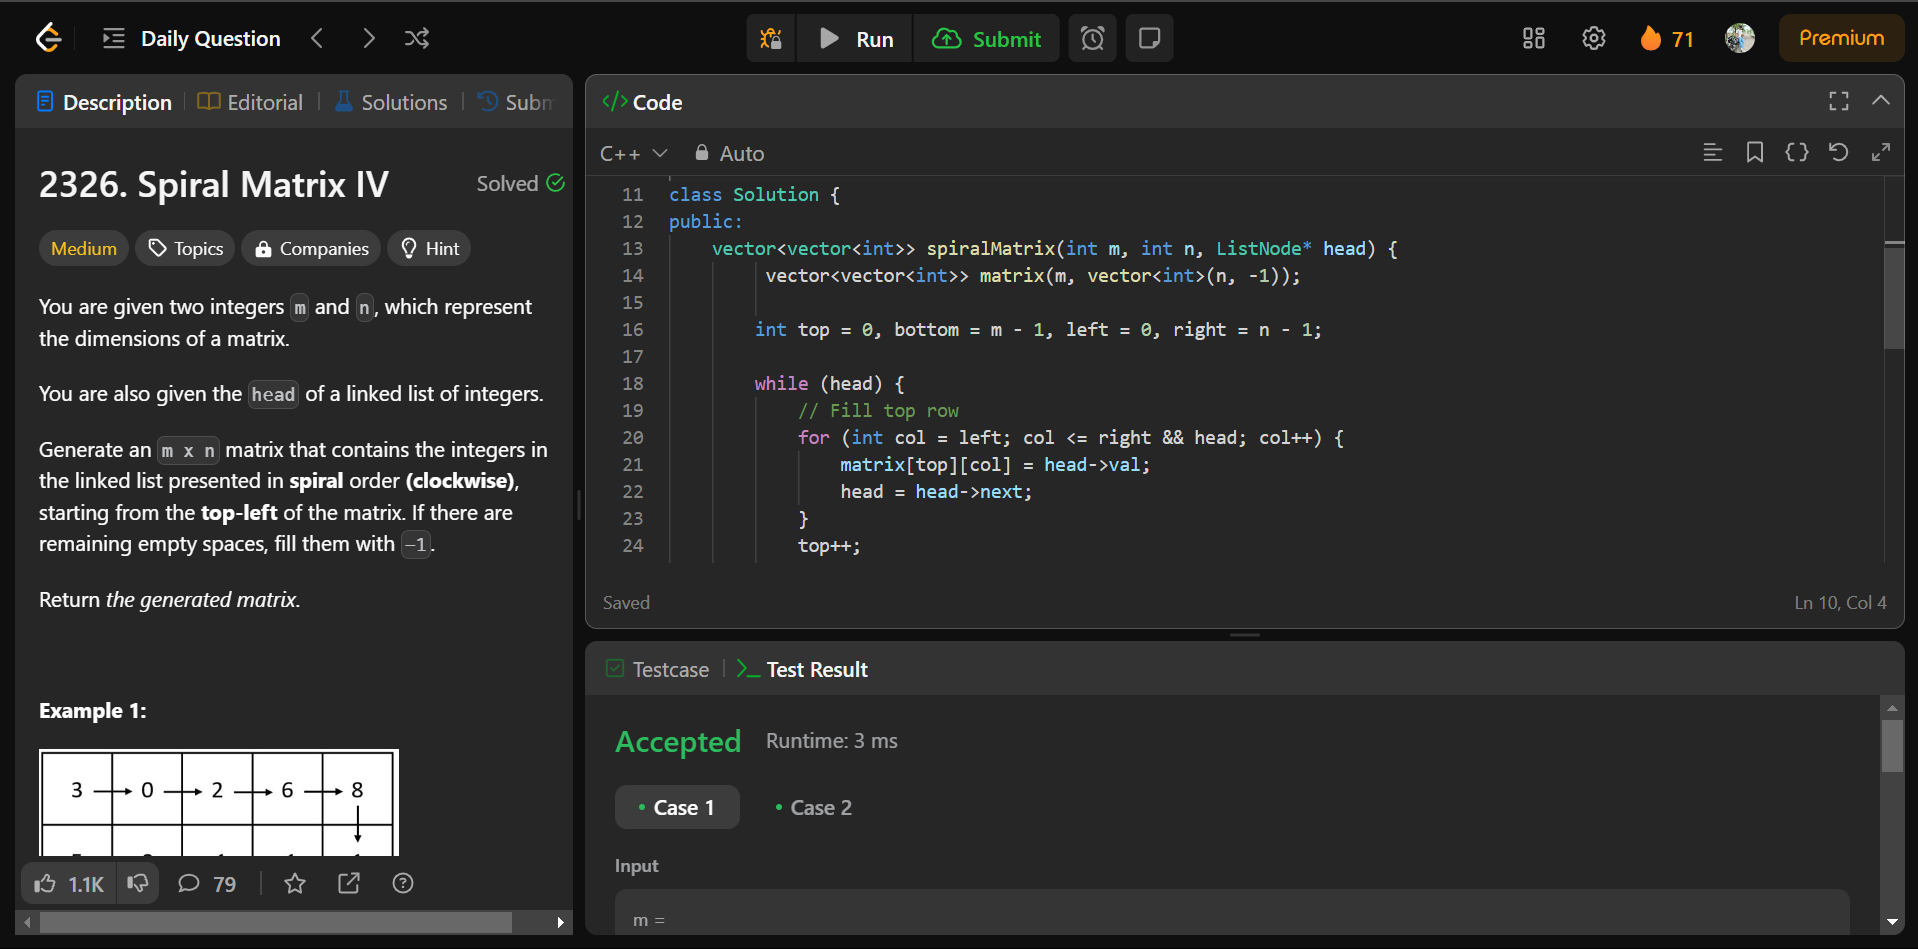 Daily Question
Run
Submit
71
Premium
Description
Editorial
Solutions
Subm
2326. Spiral Matrix IV
Solved
Medium
Topics
Companies
Hint
You are given two integers m and n, which represent
the dimensions of a matrix.
You are also given the head of a linked list of integers.
Generate an m x n matrix that contains the integers in
the linked list presented in spiral order (clockwise),
starting from the top-left of the matrix. If there are
remaining empty spaces, fill them with -1.
Return the generated matrix.
Example 1:
3 0 2 6 8
1.1K
79
</> Code
C++
Auto
11 class Solution {
12 public:
13 vector<vector<int>> spiralMatrix(int m, int n, ListNode* head) {
14 vector<vector<int>> matrix(m, vector<int>(n, -1));
15
16 int top = 0, bottom = m - 1, left = 0, right = n - 1;
17
18 while (head) {
19 // Fill top row
20 for (int col = left; col <= right && head; col++) {
21 matrix[top][col] = head->val;
22 head = head->next;
23 }
24 top++;
Saved
Ln 10, Col 4
Testcase
Test Result
Accepted
Runtime: 3 ms
• Case 1
• Case 2
Input
m =